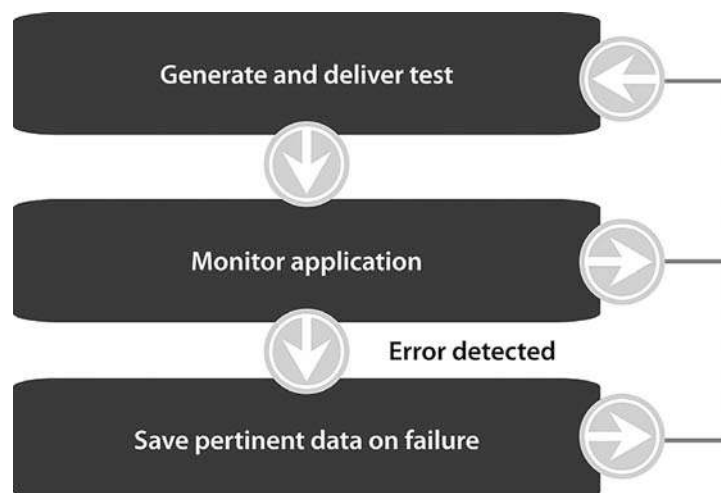 Generate and deliver test
Monitor application
Error detected
Save pertinent data on failure